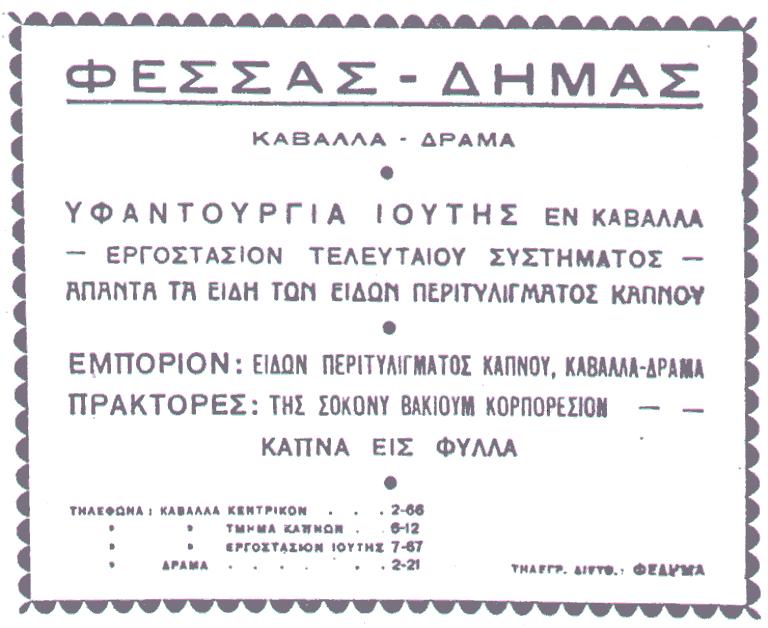 ΦΕΣΣΑΣ - ΔΗΜΑΣ
ΚΑΒΑΛΛΑ - ΔΡΑΜΑ
ΥΦΑΝΤΟΥΡΓΙΑ ΙΟΥΤΗΣ ΕΝ ΚΑΒΑΛΛΑ
— ΕΡΓΟΣΤΑΣΙΟΝ ΤΕΛΕΥΤΑΙΟΥ ΣΥΣΤΗΜΑΤΟΣ —
ΑΠΑΝΤΑ ΤΑ ΕΙΔΗ ΤΩΝ ΕΙΔΩΝ ΠΕΡΙΤΥΛΙΓΜΑΤΟΣ ΚΑΠΝΟΥ
ΕΜΠΟΡΙΟΝ: ΕΙΔΩΝ ΠΕΡΙΤΥΛΙΓΜΑΤΟΣ ΚΑΠΝΟΥ, ΚΑΒΑΛΛΑ-ΔΡΑΜΑ
ΠΡΑΚΤΟΡΕΣ: ΤΗΣ ΣΟΚΟΝΥ ΒΑΚΙΟΥΜ ΚΟΡΠΟΡΕΣΙΟΝ — —
ΚΑΠΝΑ ΕΙΣ ΦΥΛΛΑ
ΤΗΛΕΦΩΝΑ: ΚΑΒΑΛΛΑ ΚΕΝΤΡΙΚΟΝ . . . 2-66
» » ΤΜΗΜΑ ΚΑΠΝΩΝ . 6-12
» » ΕΡΓΟΣΤΑΣΙΟΝ ΙΟΥΤΗΣ 7-67
» ΔΡΑΜΑ . . . . . . 2-21
ΤΗΛΕΓΡ. ΔΙΕΥΘ.: ΦΕΔΥΜΑ